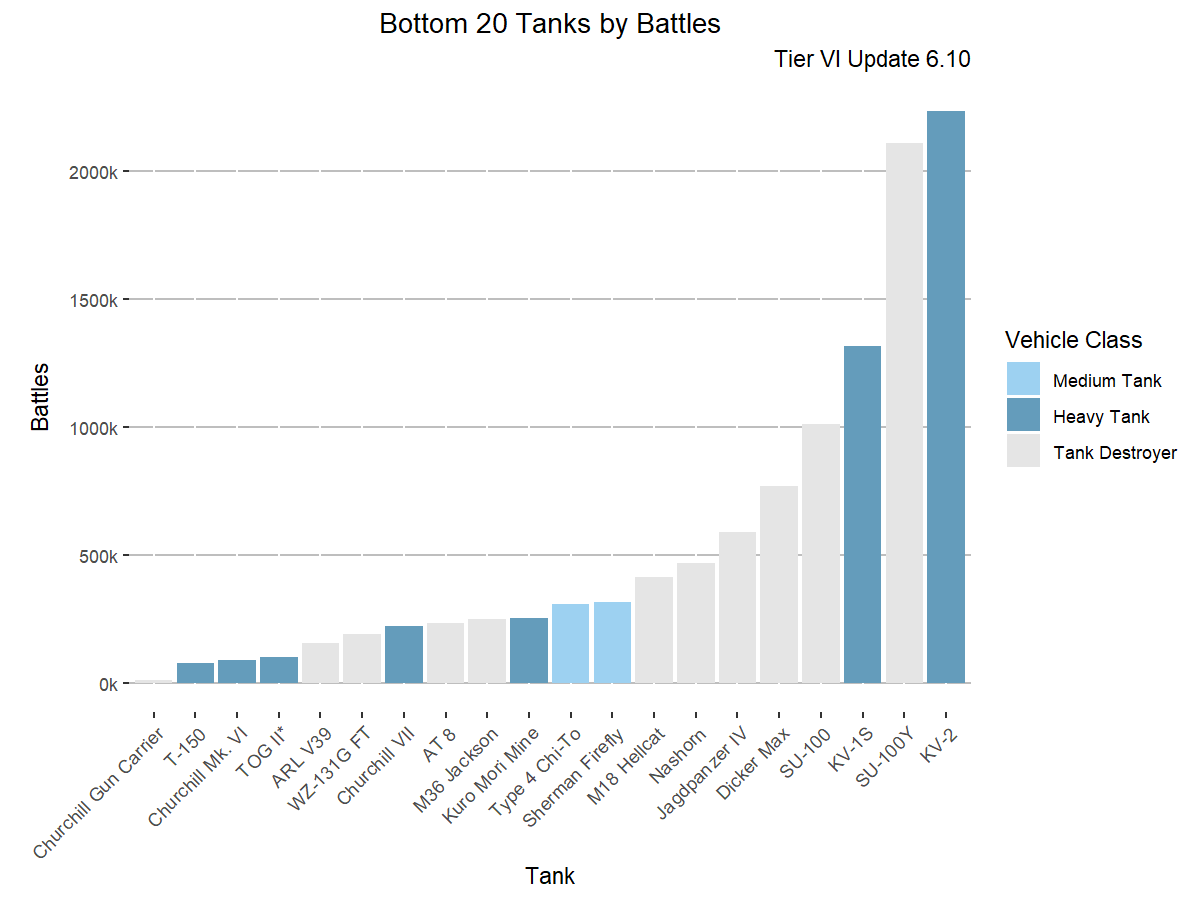 Bottom 20 Tanks by Battles
Tier VI Update 6.10
2000k
1500k
1000k
500k
0k
Battles
Churchill Gun Carrier
T-150
Churchill Mk. VI
TOG II*
ARL V39
WZ-131G FT
Churchill VII
AT 8
M36 Jackson
Kuro Mori Mine
Type 4 Chi-To
Sherman Firefly
M18 Hellcat
Nashorn
Jagdpanzer IV
Dicker Max
SU-100
KV-1S
SU-100Y
KV-2
Tank
Vehicle Class
Medium Tank
Heavy Tank
Tank Destroyer